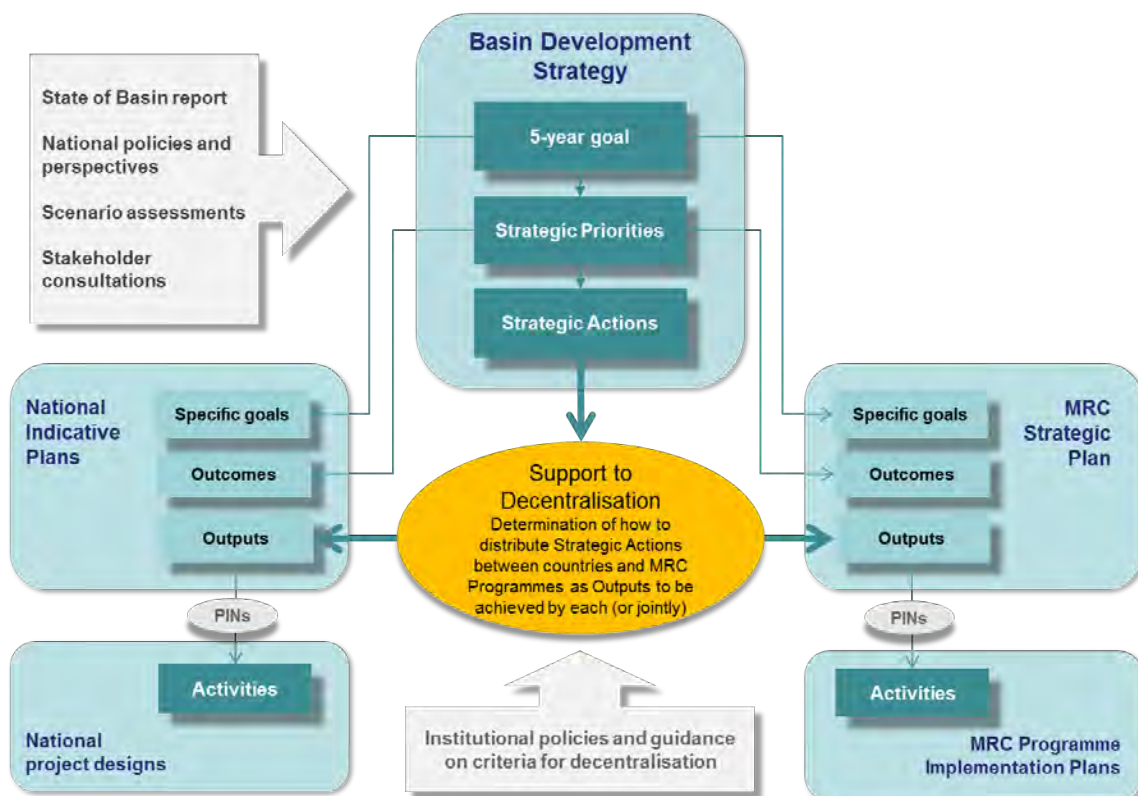 Basin Development
Strategy
State of Basin report
National policies and
perspectives
Scenario assessments
Stakeholder
consultations
5-year goal
Strategic Priorities
Strategic Actions
National
Indicative
Plans
Specific goals
Outcomes
Outputs
Support to
Decentralisation
Determination of how to
distribute Strategic Actions
between countries and MRC
Programmes as Outputs to be
achieved by each (or jointly)
Specific goals
Outcomes
Outputs
MRC
Strategic
Plan
PINs
PINs
Activities
National
project designs
Institutional policies and guidance
on criteria for decentralisation
Activities
MRC Programme
Implementation Plans